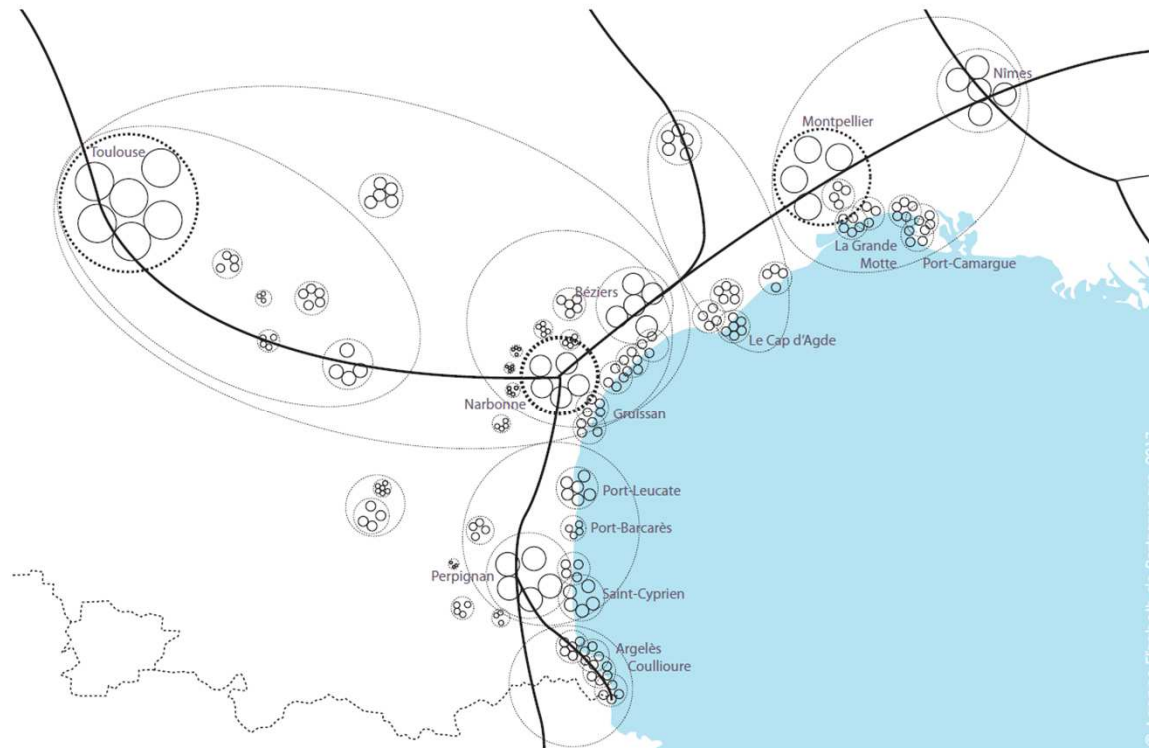 Nîmes
Montpellier
Toulouse
La Grande
Motte
Port-Camargue
Béziers
Le Cap d'Agde
Narbonne
Gruissan
Port-Leucate
Port-Barcarès
Perpignan
Saint-Cyprien
Argelès
Coullioure